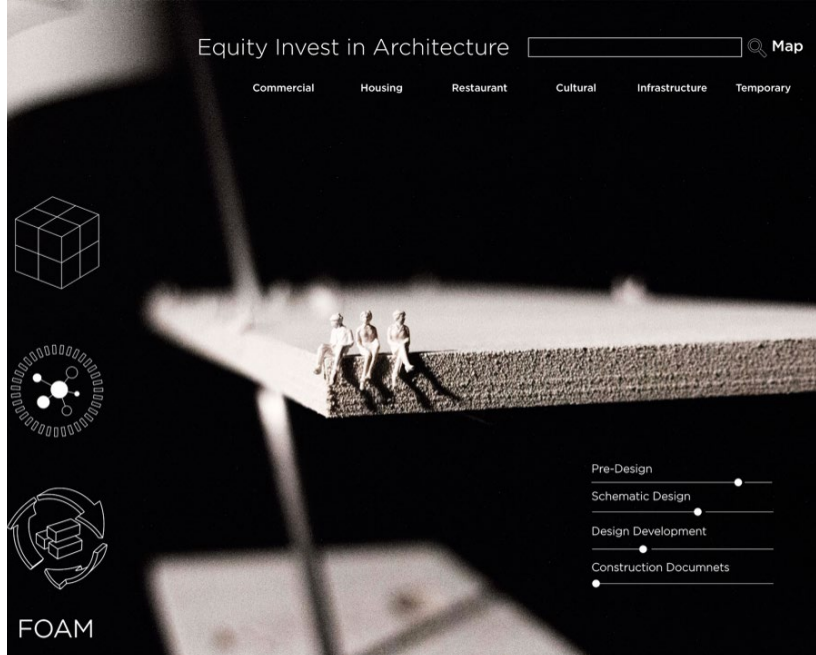 Equity Invest in Architecture
Map
Commercial Housing Restaurant Cultural Infrastructure Temporary
Pre-Design
Schematic Design
Design Development
Construction Documnets
FOAM